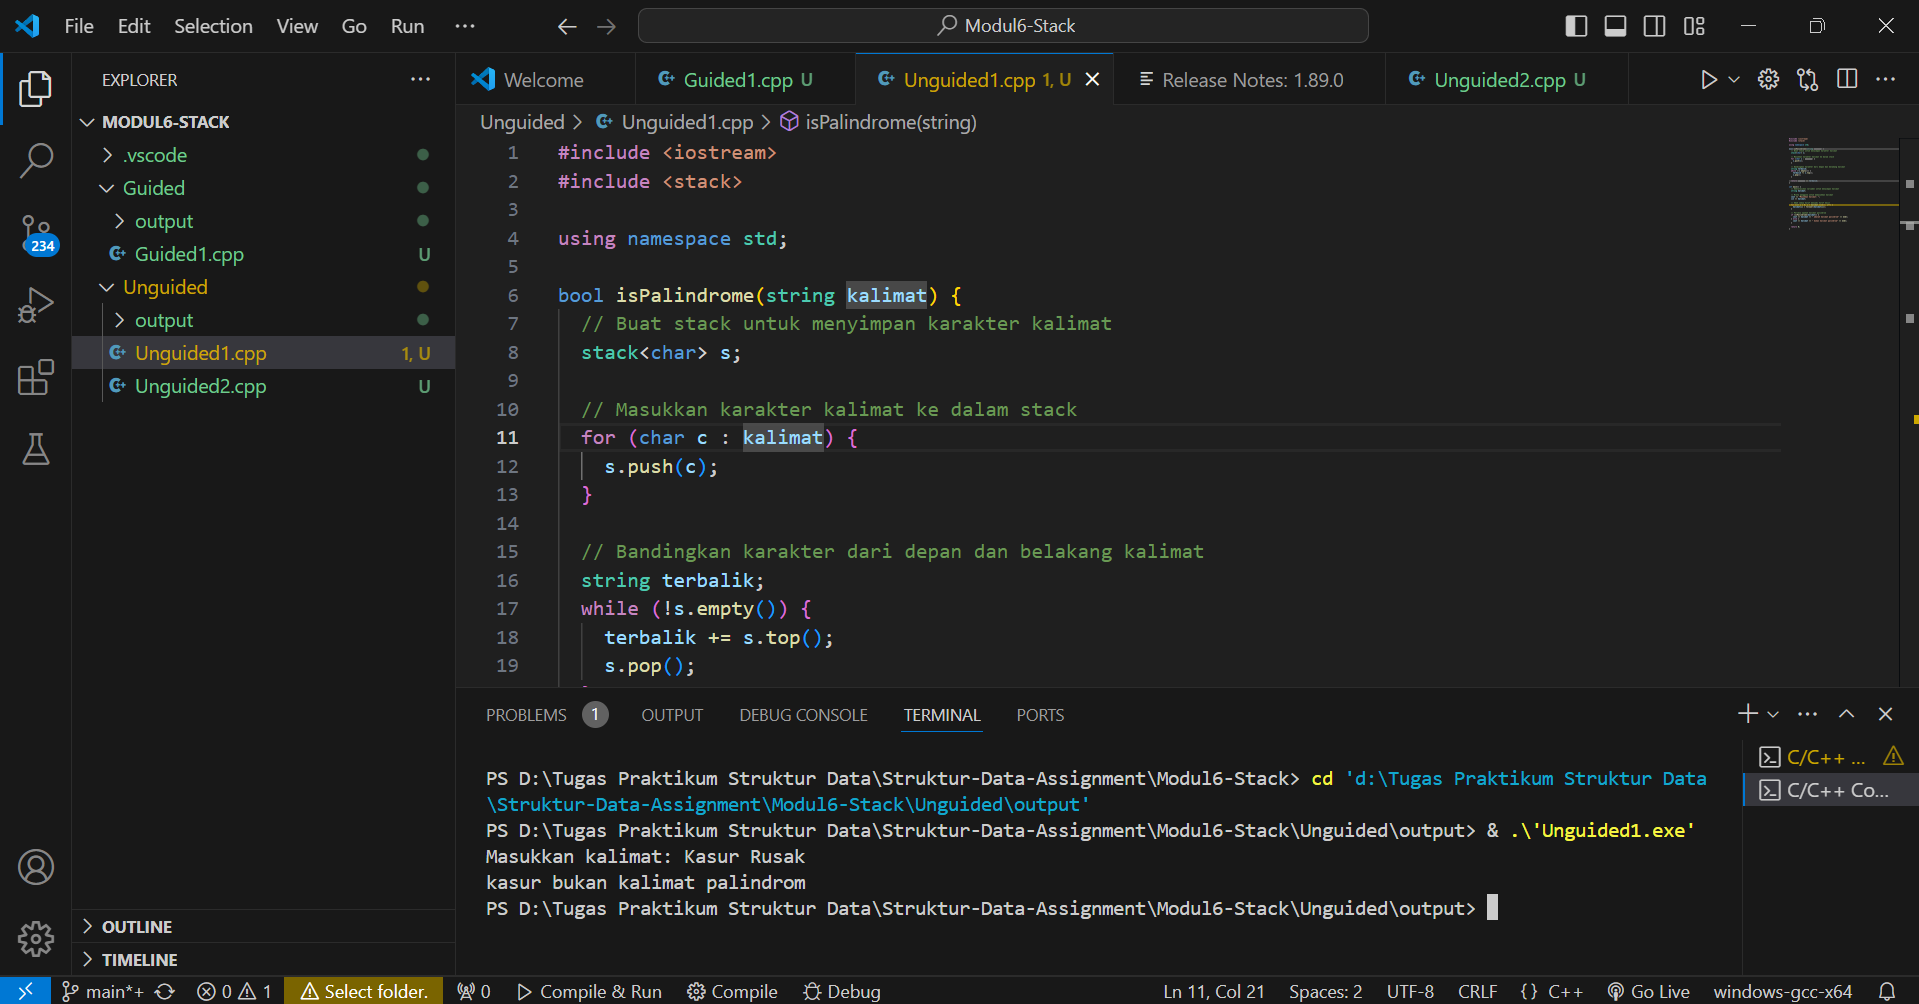 File Edit Selection View Go Run ··· Modul6-Stack
EXPLORER ···
MODUL6-STACK
.vscode
Guided
output
Guided1.cpp U
Unguided
output
Unguided1.cpp 1, U
Unguided2.cpp U
234
OUTLINE
TIMELINE
Welcome Guided1.cpp U Unguided1.cpp 1, U Release Notes: 1.89.0 Unguided2.cpp U
Unguided > Unguided1.cpp > isPalindrome(string)
1 #include <iostream>
2 #include <stack>
3
4 using namespace std;
5
6 bool isPalindrome(string kalimat) {
7 // Buat stack untuk menyimpan karakter kalimat
8 stack<char> s;
9
10 // Masukkan karakter kalimat ke dalam stack
11 for (char c : kalimat) {
12 s.push(c);
13 }
14
15 // Bandingkan karakter dari depan dan belakang kalimat
16 string terbalik;
17 while (!s.empty()) {
18 terbalik += s.top();
19 s.pop();
PROBLEMS 1 OUTPUT DEBUG CONSOLE TERMINAL PORTS
PS D:\Tugas Praktikum Struktur Data\Struktur-Data-Assignment\Modul6-Stack> cd 'd:\Tugas Praktikum Struktur Data
\Struktur-Data-Assignment\Modul6-Stack\Unguided\output'
PS D:\Tugas Praktikum Struktur Data\Struktur-Data-Assignment\Modul6-Stack\Unguided\output> & .\'Unguided1.exe'
Masukkan kalimat: Kasur Rusak
kasur bukan kalimat palindrom
PS D:\Tugas Praktikum Struktur Data\Struktur-Data-Assignment\Modul6-Stack\Unguided\output>
C/C++ ...
C/C++ Co...
main*+ 0 1 Select folder. 0 Compile & Run Compile Debug Ln 11, Col 21 Spaces: 2 UTF-8 CRLF {} C++ Go Live windows-gcc-x64